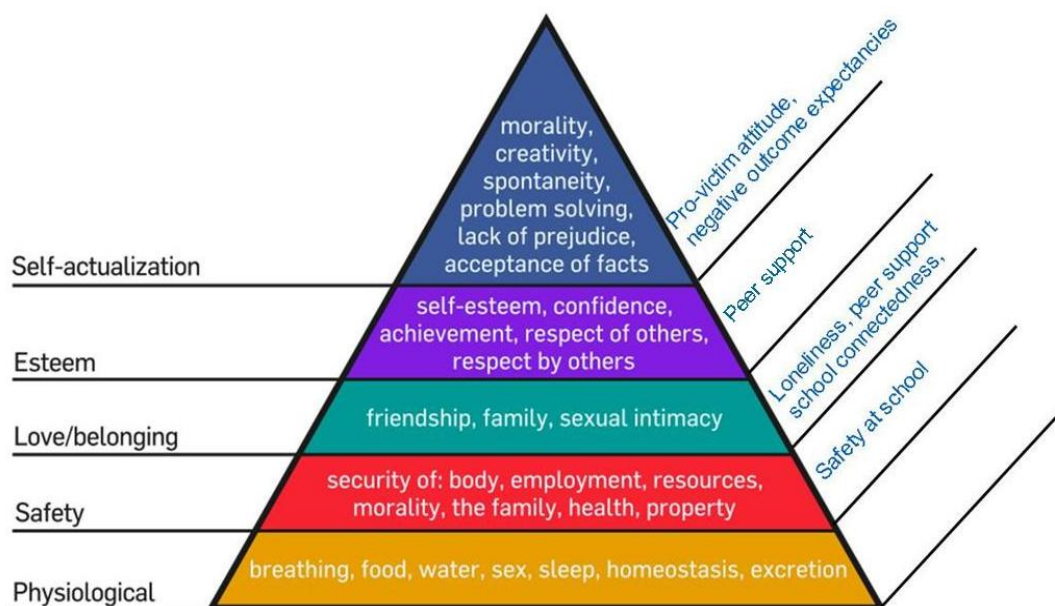 morality,
creativity,
spontaneity,
problem solving,
lack of prejudice,
acceptance of facts
Self-actualization
Pro-victim attitude,
negative outcome expectancies
self-esteem, confidence,
achievement, respect of others,
respect by others
Esteem
Peer support
friendship, family, sexual intimacy
Love/belonging
Loneliness, peer support
school connectedness,
security of: body, employment, resources,
morality, the family, health, property
Safety
Safety at school
breathing, food, water, sex, sleep, homeostasis, excretion
Physiological